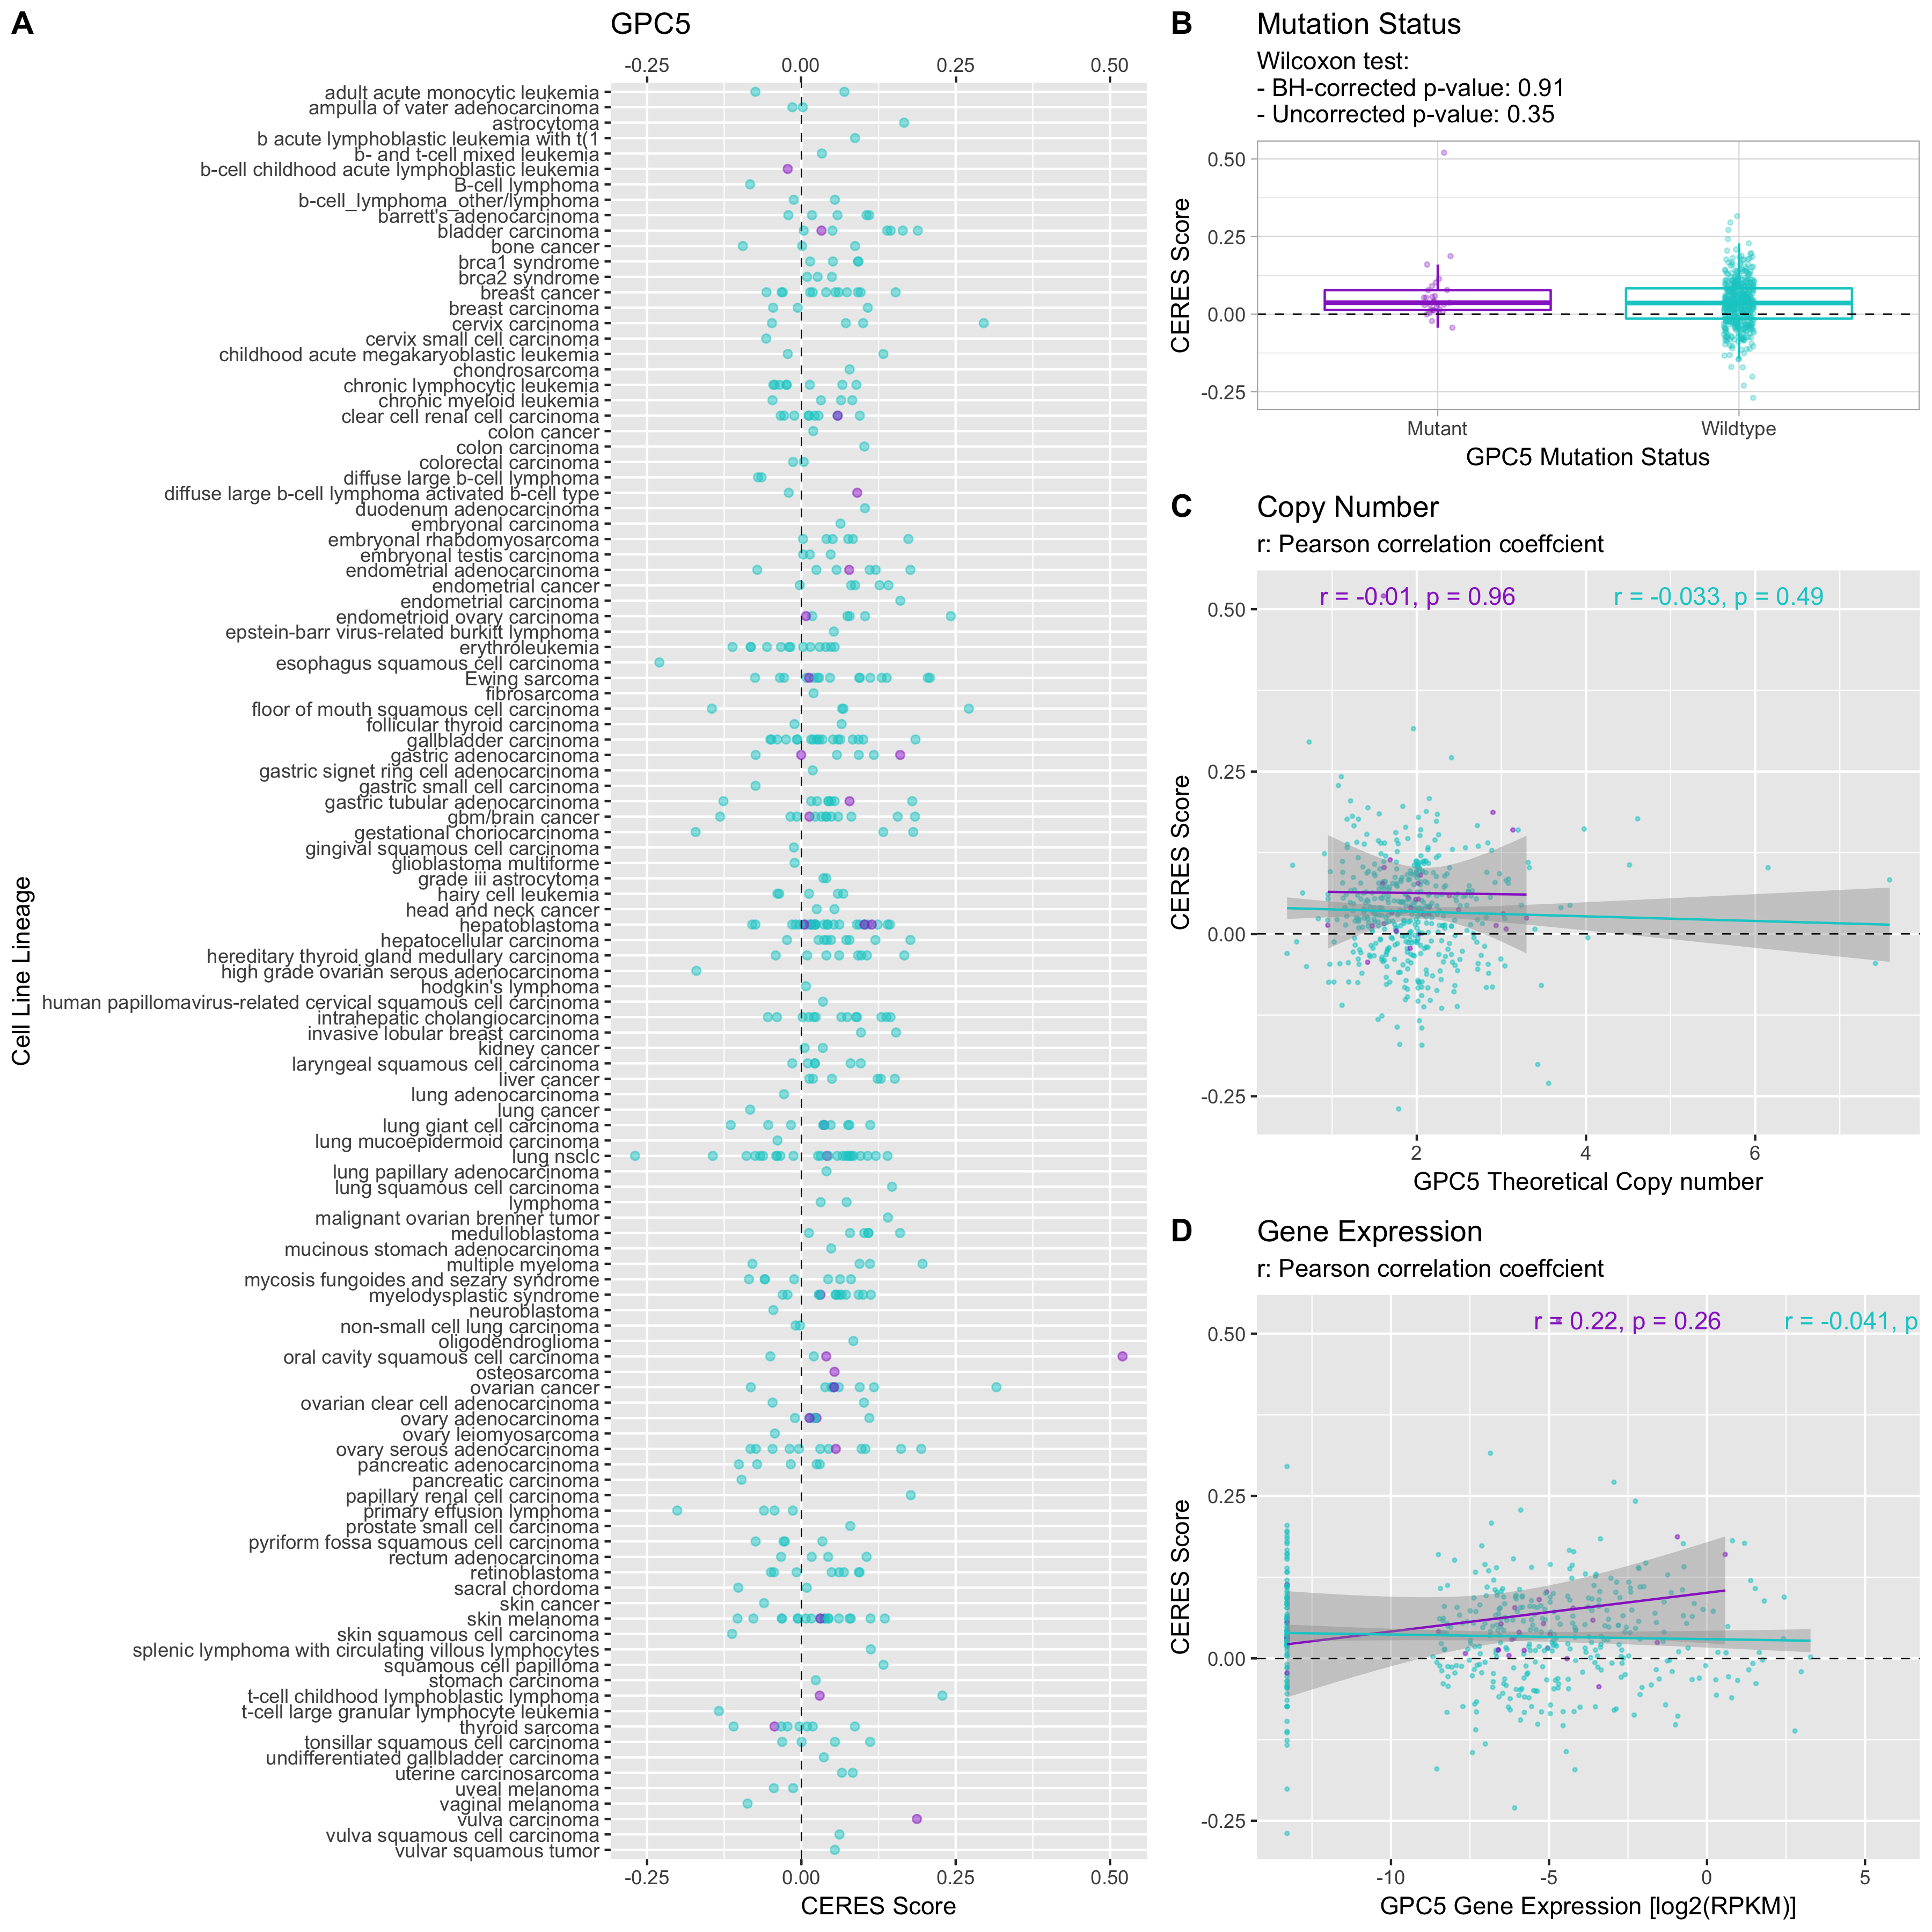 A
GPC5
-0.25 0.00 0.25 0.50
adult acute monocytic leukemia
ampulla of vater adenocarcinoma
astrocytoma
b acute lymphoblastic leukemia with t(1
b- and t-cell mixed leukemia
b-cell childhood acute lymphoblastic leukemia
B-cell lymphoma
b-cell_lymphoma_other/lymphoma
barrett's adenocarcinoma
bladder carcinoma
bone cancer
brca1 syndrome
brca2 syndrome
breast cancer
breast carcinoma
cervix carcinoma
cervix small cell carcinoma
childhood acute megakaryoblastic leukemia
chondrosarcoma
chronic lymphocytic leukemia
chronic myeloid leukemia
clear cell renal cell carcinoma
colon cancer
colon carcinoma
colorectal carcinoma
diffuse large b-cell lymphoma
diffuse large b-cell lymphoma activated b-cell type
duodenum adenocarcinoma
embryonal carcinoma
embryonal rhabdomyosarcoma
embryonal testis carcinoma
endometrial adenocarcinoma
endometrial cancer
endometrial carcinoma
endometrioid ovary carcinoma
epstein-barr virus-related burkitt lymphoma
erythroleukemia
esophagus squamous cell carcinoma
Ewing sarcoma
fibrosarcoma
floor of mouth squamous cell carcinoma
follicular thyroid carcinoma
gallbladder carcinoma
gastric adenocarcinoma
gastric signet ring cell adenocarcinoma
gastric small cell carcinoma
gastric tubular adenocarcinoma
gbm/brain cancer
gestational choriocarcinoma
gingival squamous cell carcinoma
glioblastoma multiforme
grade iii astrocytoma
hairy cell leukemia
head and neck cancer
hepatoblastoma
hepatocellular carcinoma
hereditary thyroid gland medullary carcinoma
high grade ovarian serous adenocarcinoma
hodgkin's lymphoma
human papillomavirus-related cervical squamous cell carcinoma
intrahepatic cholangiocarcinoma
invasive lobular breast carcinoma
kidney cancer
laryngeal squamous cell carcinoma
liver cancer
lung adenocarcinoma
lung cancer
lung giant cell carcinoma
lung mucoepidermoid carcinoma
lung nsclc
lung papillary adenocarcinoma
lung squamous cell carcinoma
lymphoma
malignant ovarian brenner tumor
medulloblastoma
mucinous stomach adenocarcinoma
multiple myeloma
mycosis fungoides and sezary syndrome
myelodysplastic syndrome
neuroblastoma
non-small cell lung carcinoma
oligodendroglioma
oral cavity squamous cell carcinoma
osteosarcoma
ovarian cancer
ovarian clear cell adenocarcinoma
ovary adenocarcinoma
ovary leiomyosarcoma
ovary serous adenocarcinoma
pancreatic adenocarcinoma
pancreatic carcinoma
papillary renal cell carcinoma
primary effusion lymphoma
prostate small cell carcinoma
pyriform fossa squamous cell carcinoma
rectum adenocarcinoma
retinoblastoma
sacral chordoma
skin cancer
skin melanoma
skin squamous cell carcinoma
splenic lymphoma with circulating villous lymphocytes
squamous cell papilloma
stomach carcinoma
t-cell childhood lymphoblastic lymphoma
t-cell large granular lymphocyte leukemia
thyroid sarcoma
tonsillar squamous cell carcinoma
undifferentiated gallbladder carcinoma
uterine carcinosarcoma
uveal melanoma
vaginal melanoma
vulva carcinoma
vulva squamous cell carcinoma
vulvar squamous tumor
-0.25 0.00 0.25 0.50
CERES Score
Cell Line Lineage
B
Mutation Status
Wilcoxon test:
- BH-corrected p-value: 0.91
- Uncorrected p-value: 0.35
0.50
0.25
0.00
-0.25
CERES Score
Mutant Wildtype
GPC5 Mutation Status
C
Copy Number
r: Pearson correlation coeffcient
r = -0.01, p = 0.96 r = -0.033, p = 0.49
0.50
0.25
0.00
-0.25
CERES Score
2 4 6
GPC5 Theoretical Copy number
D
Gene Expression
r: Pearson correlation coeffcient
r = 0.22, p = 0.26 r = -0.041, p
0.50
0.25
0.00
-0.25
CERES Score
-10 -5 0 5
GPC5 Gene Expression [log2(RPKM)]